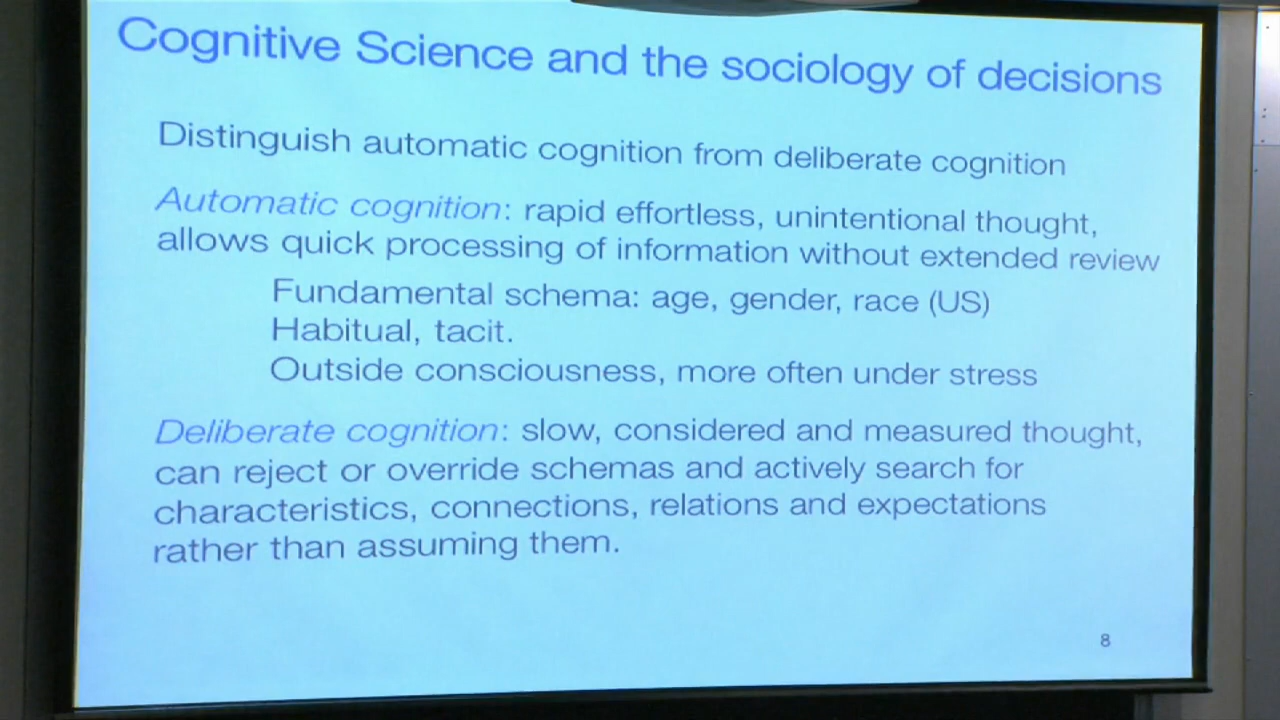 Cognitive Science and the sociology of decisions
Distinguish automatic cognition from deliberate cognition
Automatic cognition: rapid effortless, unintentional thought,
allows quick processing of information without extended review
Fundamental schema: age, gender, race (US)
Habitual, tacit.
Outside consciousness, more often under stress
Deliberate cognition: slow, considered and measured thought,
can reject or override schemas and actively search for
characteristics, connections, relations and expectations
rather than assuming them.
8